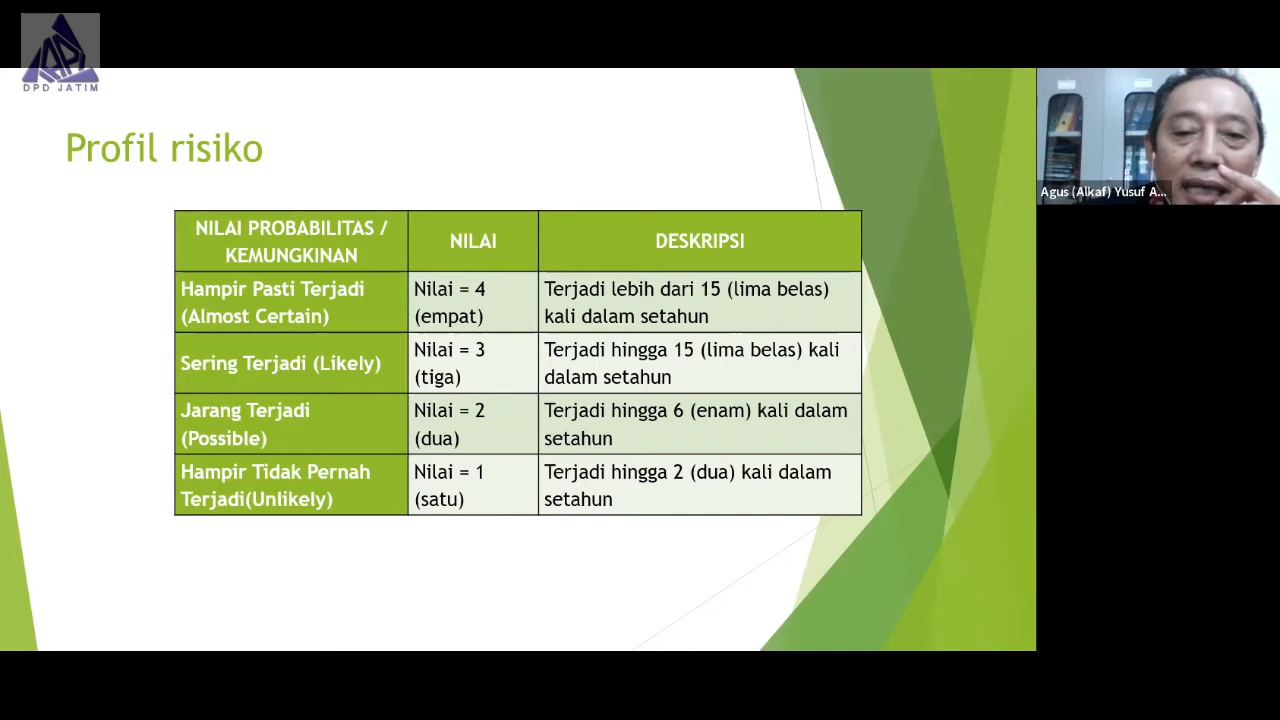 IAPI
DPD JATIM
Profil risiko
NILAI PROBABILITAS /
KEMUNGKINAN
NILAI
DESKRIPSI
Hampir Pasti Terjadi
(Almost Certain)
Nilai = 4
(empat)
Terjadi lebih dari 15 (lima belas)
kali dalam setahun
Sering Terjadi (Likely)
Nilai = 3
(tiga)
Terjadi hingga 15 (lima belas) kali
dalam setahun
Jarang Terjadi
(Possible)
Nilai = 2
(dua)
Terjadi hingga 6 (enam) kali dalam
setahun
Hampir Tidak Pernah
Terjadi(Unlikely)
Nilai = 1
(satu)
Terjadi hingga 2 (dua) kali dalam
setahun
Agus (Alkaf) Yusuf A...